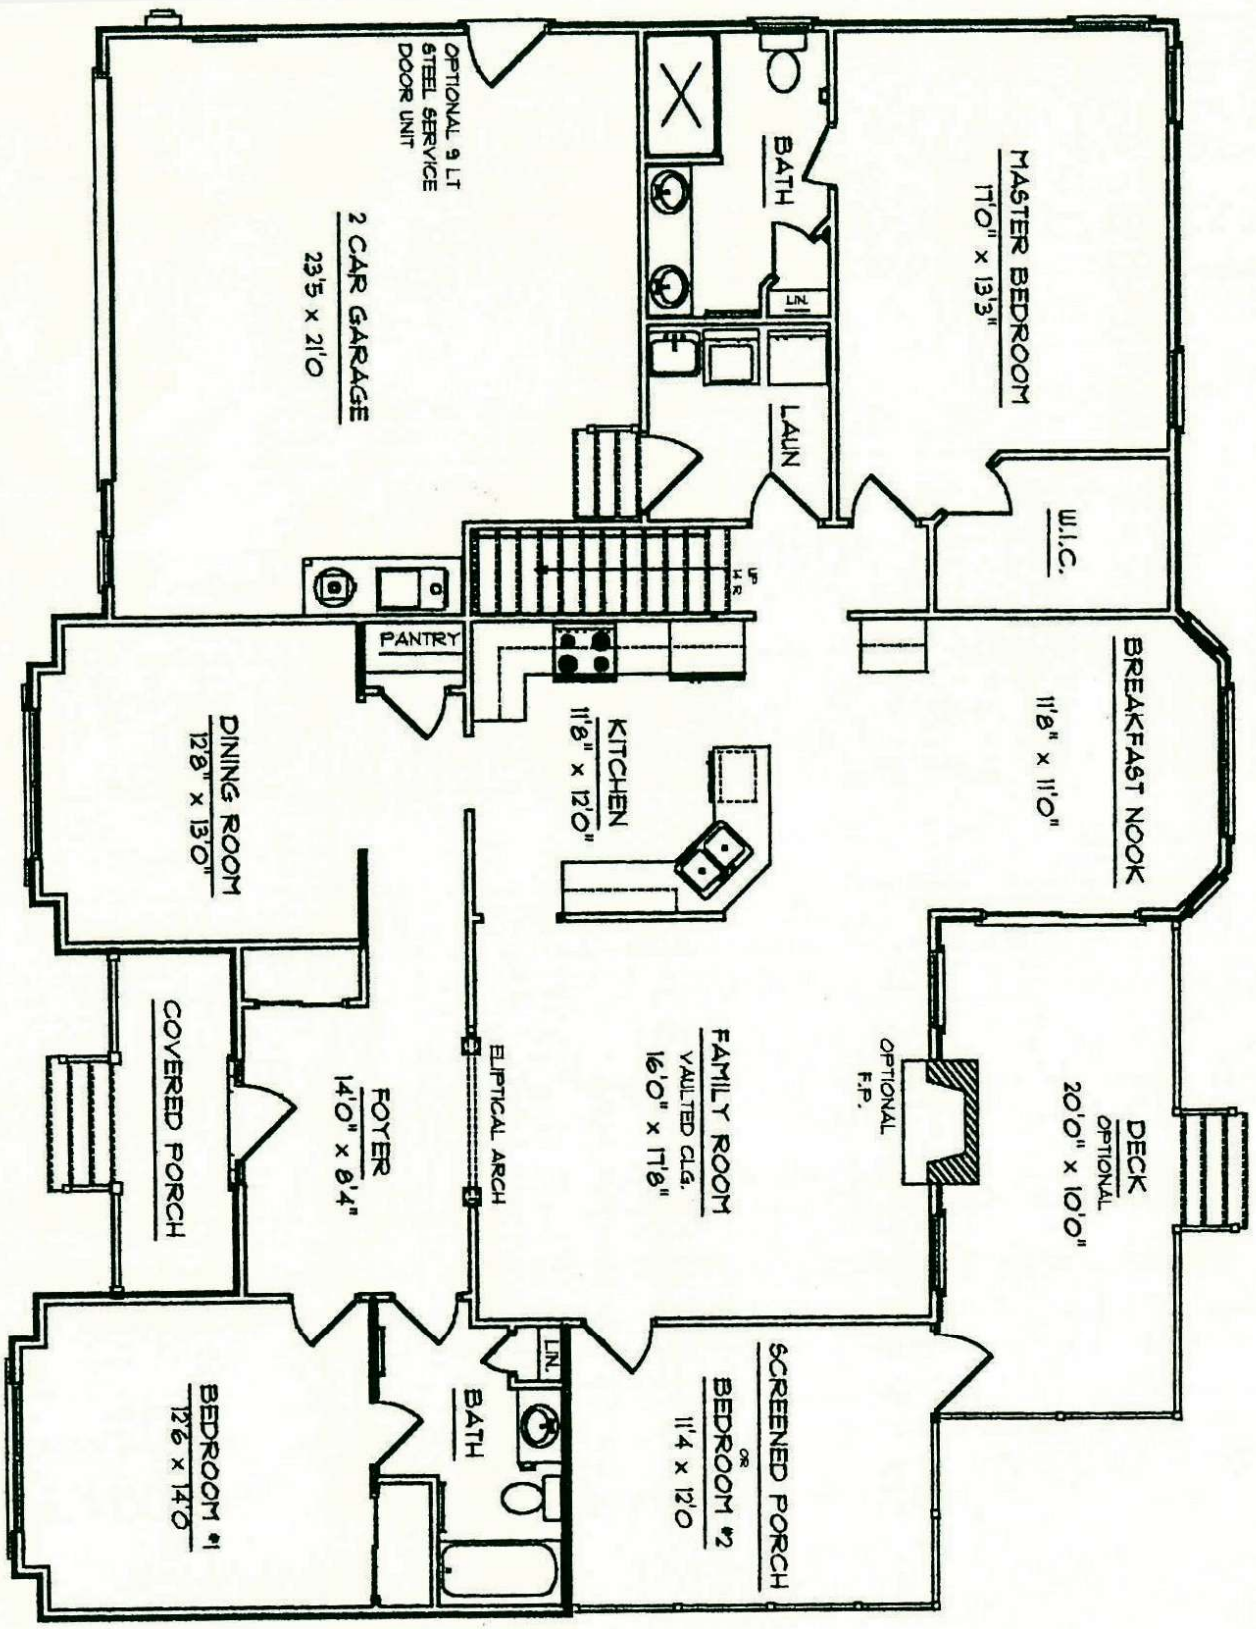 OPTIONAL 9 LT
STEEL SERVICE
DOOR UNIT
2 CAR GARAGE
23'5 x 21'0
BATH
LIN.
LAUN
MASTER BEDROOM
17'0" x 13'3"
W.I.C.
UP
14 R
PANTRY
DINING ROOM
12'8" x 13'0"
KITCHEN
11'8" x 12'0"
BREAKFAST NOOK
11'8" x 11'0"
COVERED PORCH
FOYER
14'0" x 8'4"
ELIPTICAL ARCH
FAMILY ROOM
VAULTED CLG.
16'0" x 17'8"
OPTIONAL
F.P.
DECK
OPTIONAL
20'0" x 10'0"
BEDROOM #1
12'6 x 14'0
BATH
LIN.
SCREENED PORCH
OR
BEDROOM #2
11'4 x 12'0